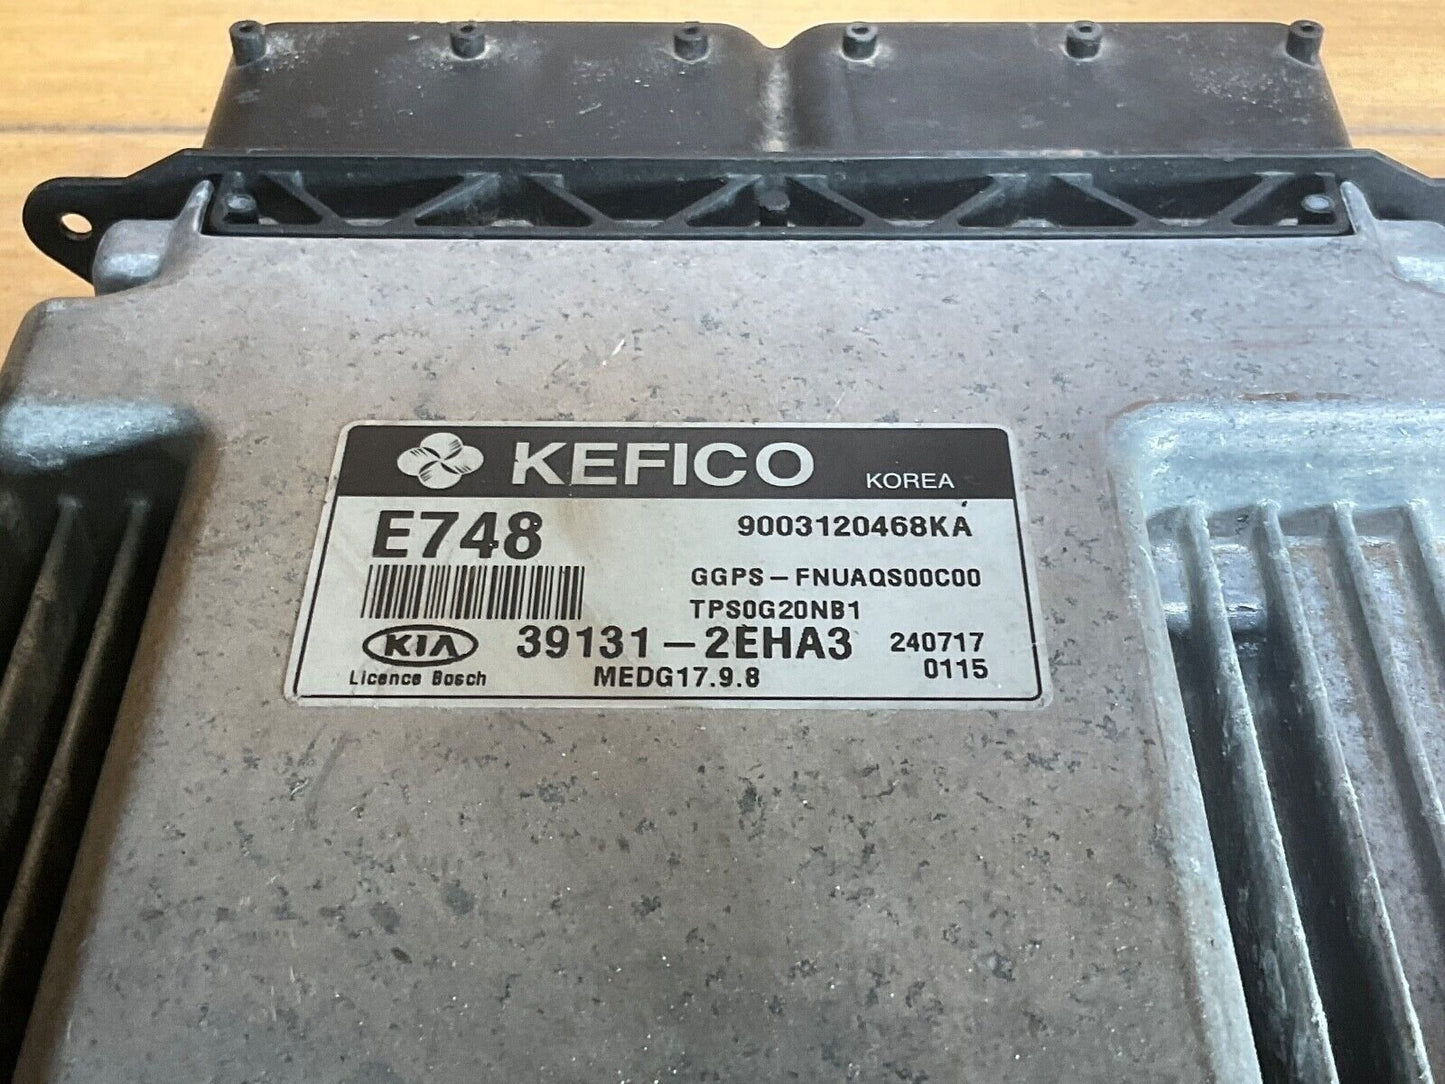 KEFICO KOREA
E748 9003120468KA
GGPS-FNUAQS00C00
TPS0G20NB1
KIA 39131-2EHA3 240717
Licence Bosch MEDG17.9.8 0115